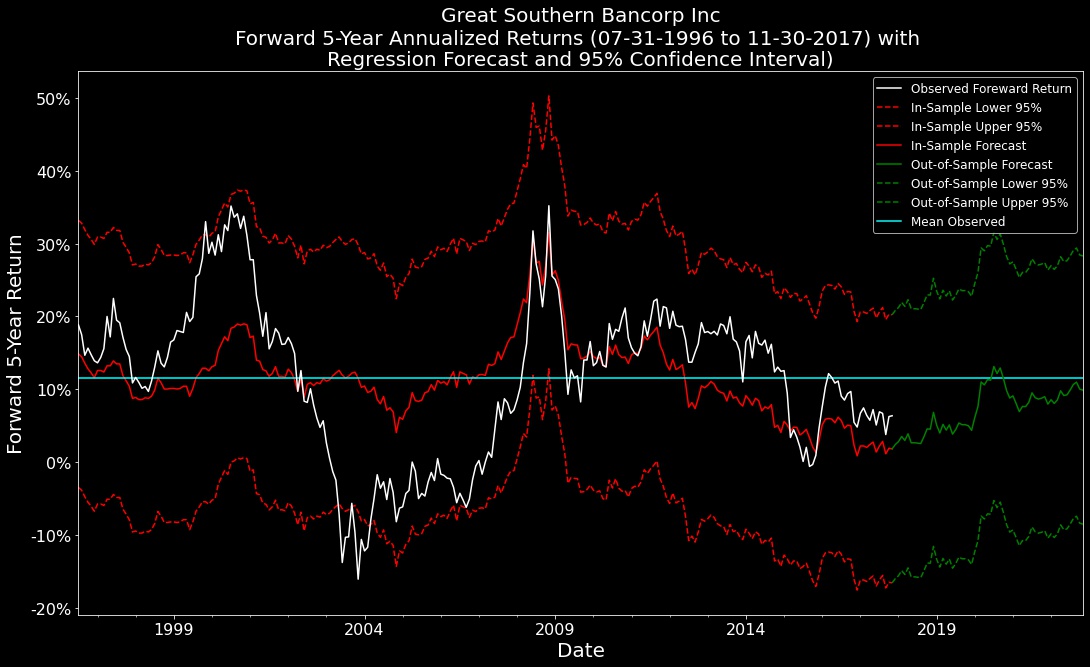 Great Southern Bancorp Inc
Forward 5-Year Annualized Returns (07-31-1996 to 11-30-2017) with
Regression Forecast and 95% Confidence Interval)
Observed Foreward Return
In-Sample Lower 95%
In-Sample Upper 95%
In-Sample Forecast
Out-of-Sample Forecast
Out-of-Sample Lower 95%
Out-of-Sample Upper 95%
Mean Observed
Forward 5-Year Return
50%
40%
30%
20%
10%
0%
-10%
-20%
1999
2004
2009
2014
2019
Date